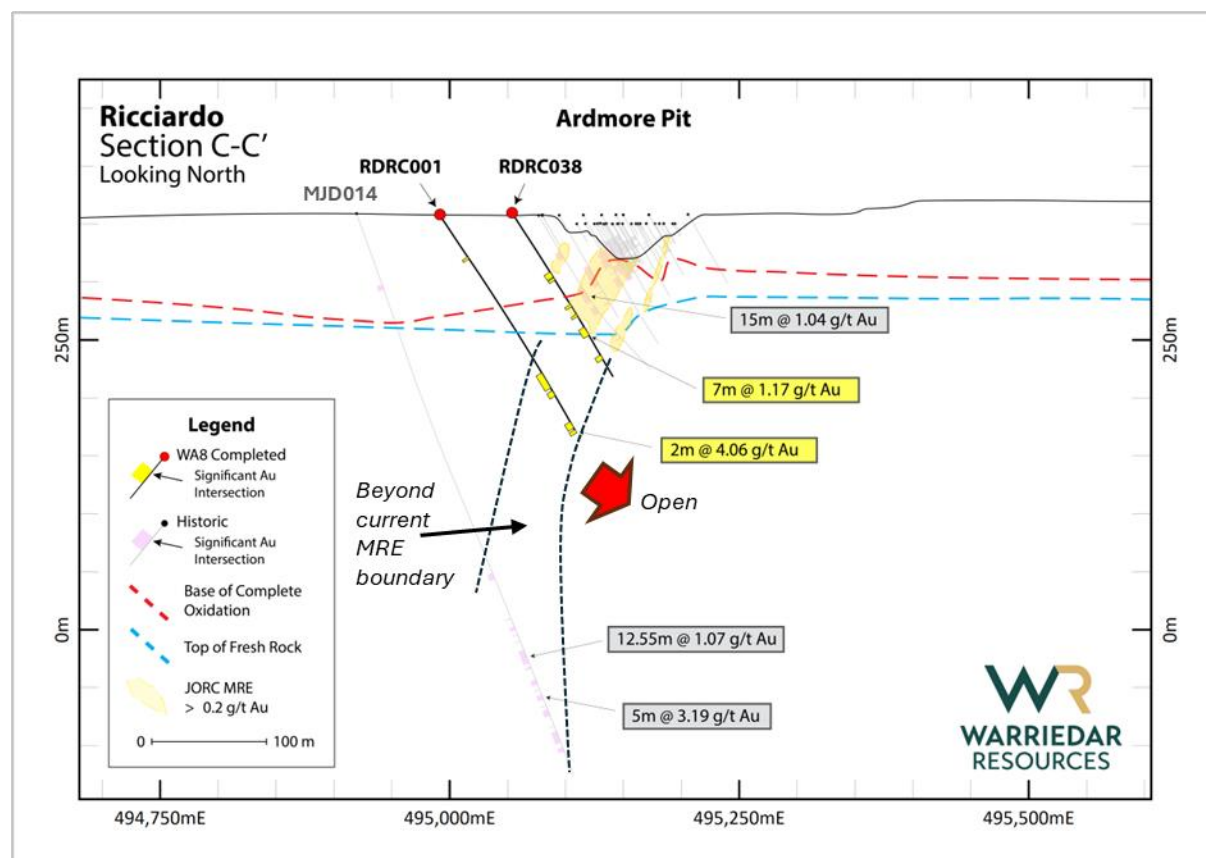 Ricciardo
Section C-C'
Looking North
Ardmore Pit
MJD014
RDRC001
RDRC038
250m
250m
0m
0m
15m @ 1.04 g/t Au
7m @ 1.17 g/t Au
2m @ 4.06 g/t Au
Open
Beyond
current
MRE
boundary
12.55m @ 1.07 g/t Au
5m @ 3.19 g/t Au
Legend
WA8 Completed
Significant Au
Intersection
Historic
Significant Au
Intersection
Base of Complete
Oxidation
Top of Fresh Rock
JORC MRE
> 0.2 g/t Au
0
100 m
WR
WARRIEDAR
RESOURCES
494,750mE
495,000mE
495,250mE
495,500mE